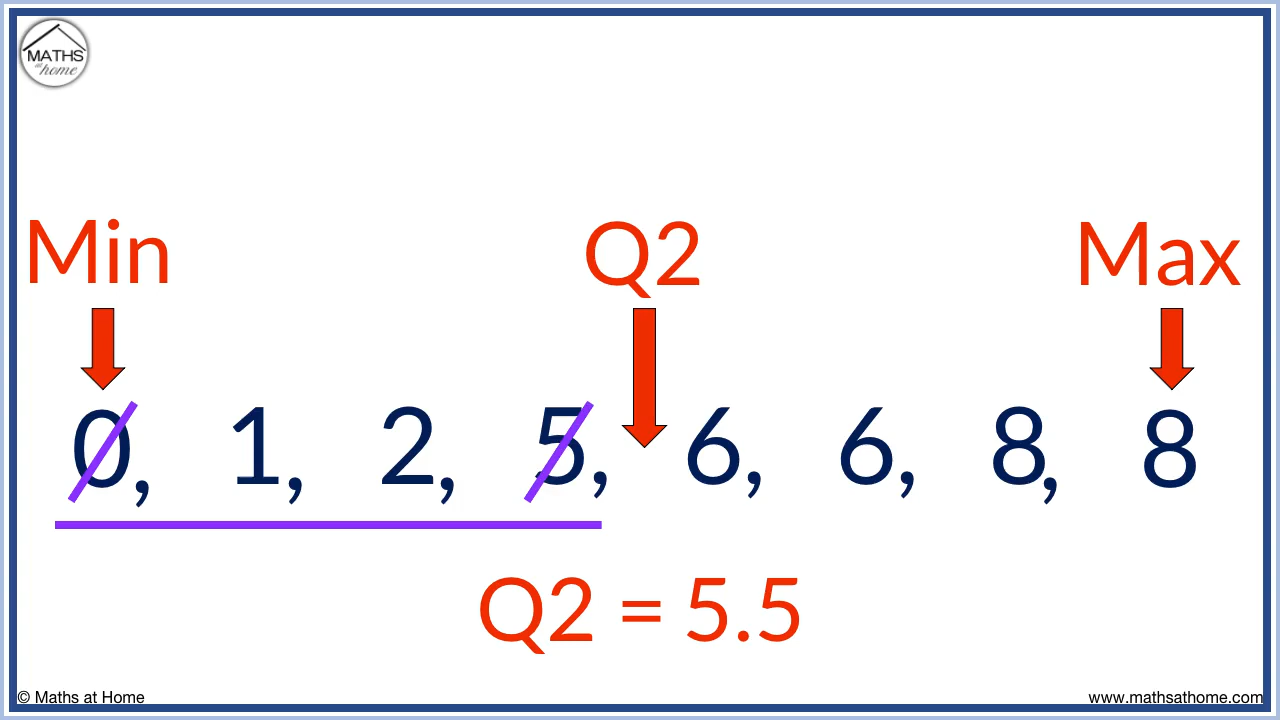 MATHS
at home
Min Q2 Max
0, 1, 2, 5, 6, 6, 8, 8
Q2 = 5.5
© Maths at Home www.mathsathome.com